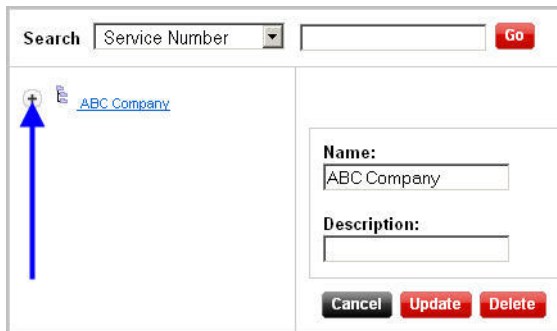 Search Service Number Go
ABC Company
Name:
ABC Company
Description:
Cancel Update Delete